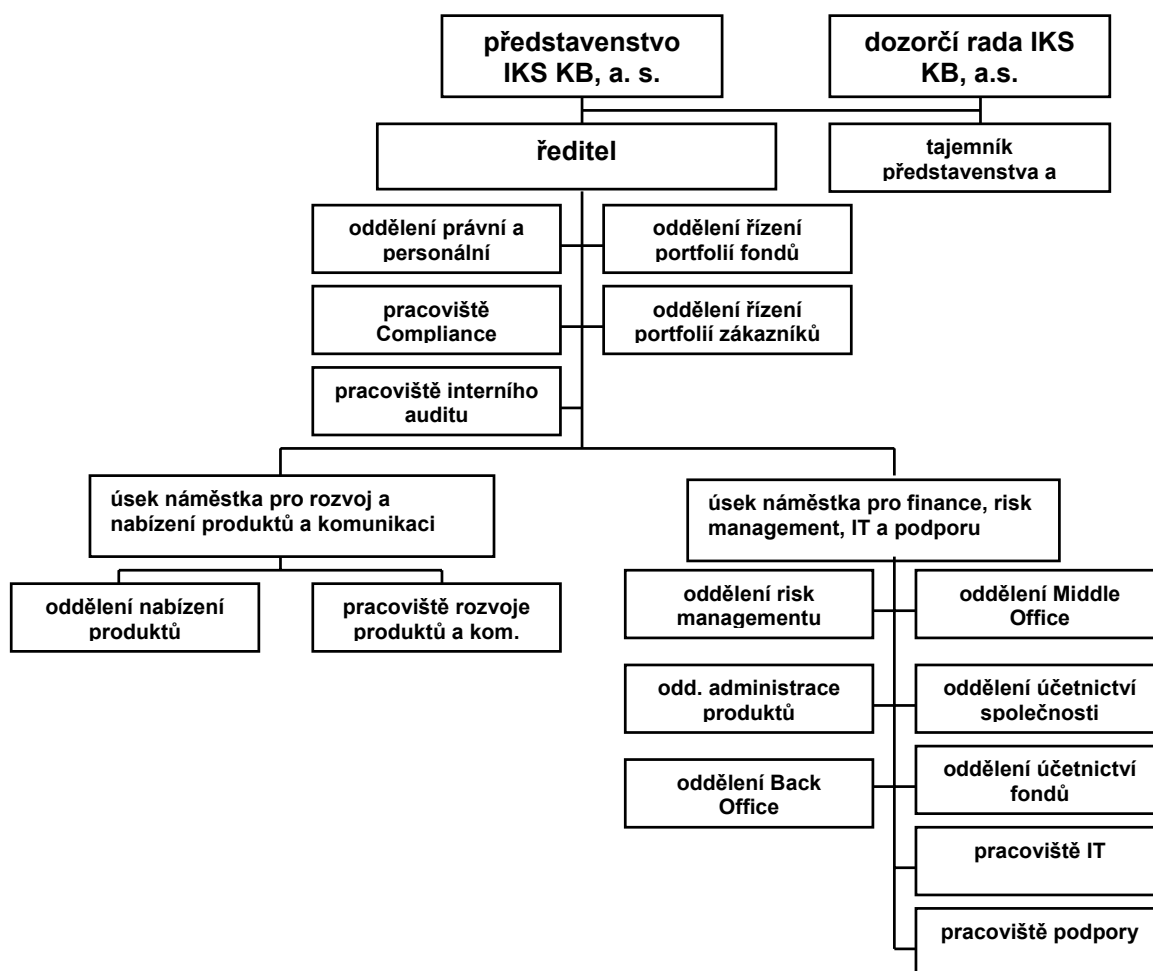 představenstvo
IKS KB, a. s.
dozorčí rada IKS
KB, a.s.
ředitel
tajemník
představenstva a
oddělení právní a
personální
oddělení řízení
portfolií fondů
pracoviště
Compliance
oddělení řízení
portfolií zákazníků
pracoviště interního
auditu
úsek náměstka pro rozvoj a
nabízení produktů a komunikaci
úsek náměstka pro finance, risk
management, IT a podporu
oddělení nabízení
produktů
pracoviště rozvoje
produktů a kom.
oddělení risk
managementu
oddělení Middle
Office
odd. administrace
produktů
oddělení účetnictví
společnosti
oddělení Back
Office
oddělení účetnictví
fondů
pracoviště IT
pracoviště podpory